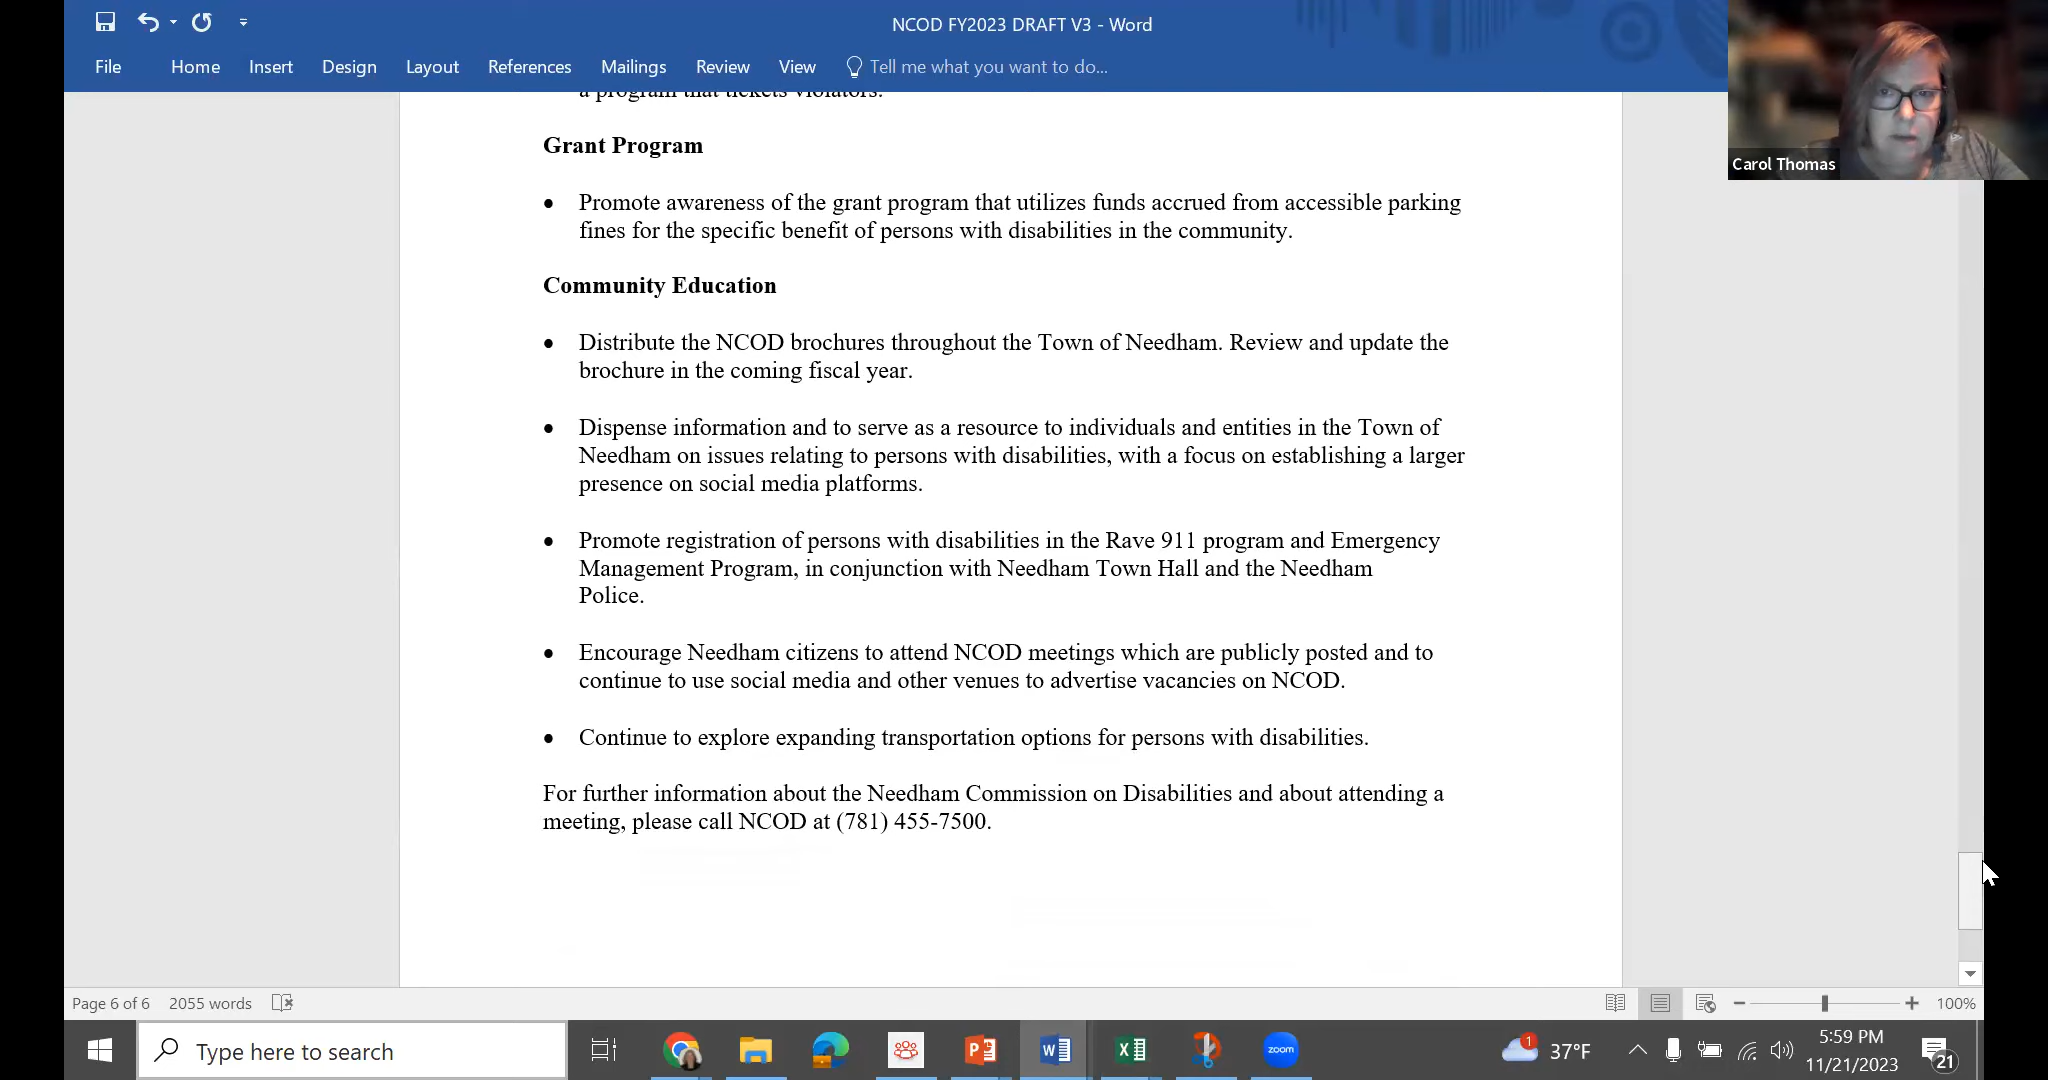 NCOD FY2023 DRAFT V3 - Word
File Home Insert Design Layout References Mailings Review View Tell me what you want to do...
a program that tickets violators.
Carol Thomas
Grant Program
Promote awareness of the grant program that utilizes funds accrued from accessible parking
fines for the specific benefit of persons with disabilities in the community.
Community Education
Distribute the NCOD brochures throughout the Town of Needham. Review and update the
brochure in the coming fiscal year.
Dispense information and to serve as a resource to individuals and entities in the Town of
Needham on issues relating to persons with disabilities, with a focus on establishing a larger
presence on social media platforms.
Promote registration of persons with disabilities in the Rave 911 program and Emergency
Management Program, in conjunction with Needham Town Hall and the Needham
Police.
Encourage Needham citizens to attend NCOD meetings which are publicly posted and to
continue to use social media and other venues to advertise vacancies on NCOD.
Continue to explore expanding transportation options for persons with disabilities.
For further information about the Needham Commission on Disabilities and about attending a
meeting, please call NCOD at (781) 455-7500.
Page 6 of 6 2055 words 100%
Type here to search
zoom
1
37°F
5:59 PM
11/21/2023
21